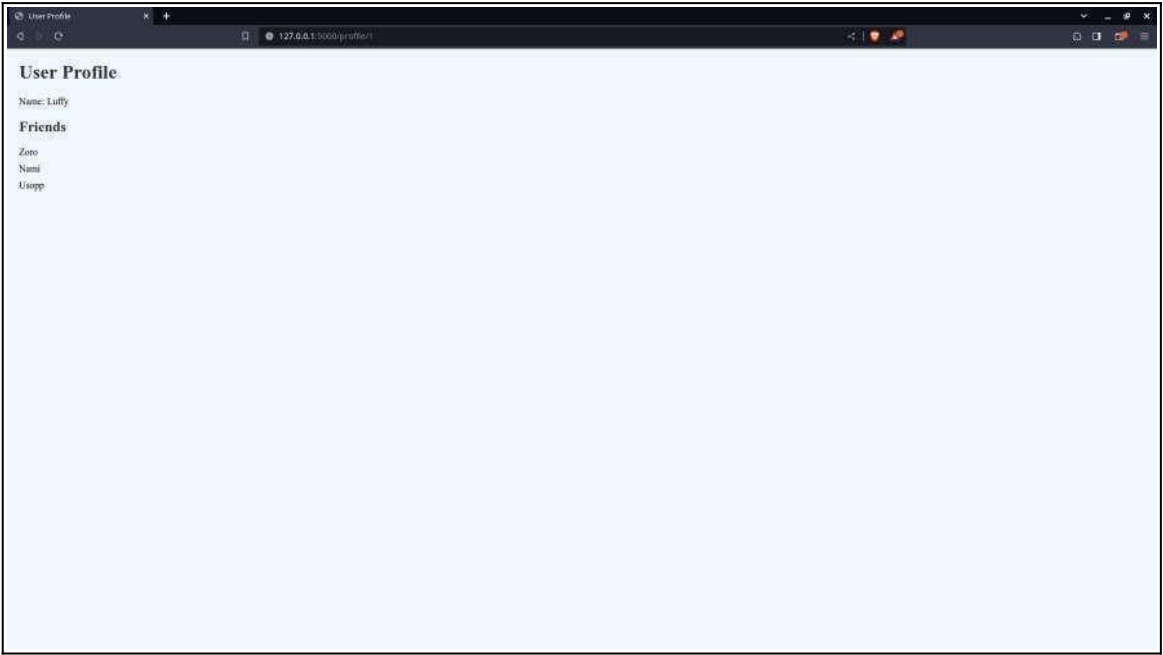 User Profile
127.0.0.1:5000/profile/1
User Profile
Name: Luffy
Friends
Zoro
Nami
Usopp